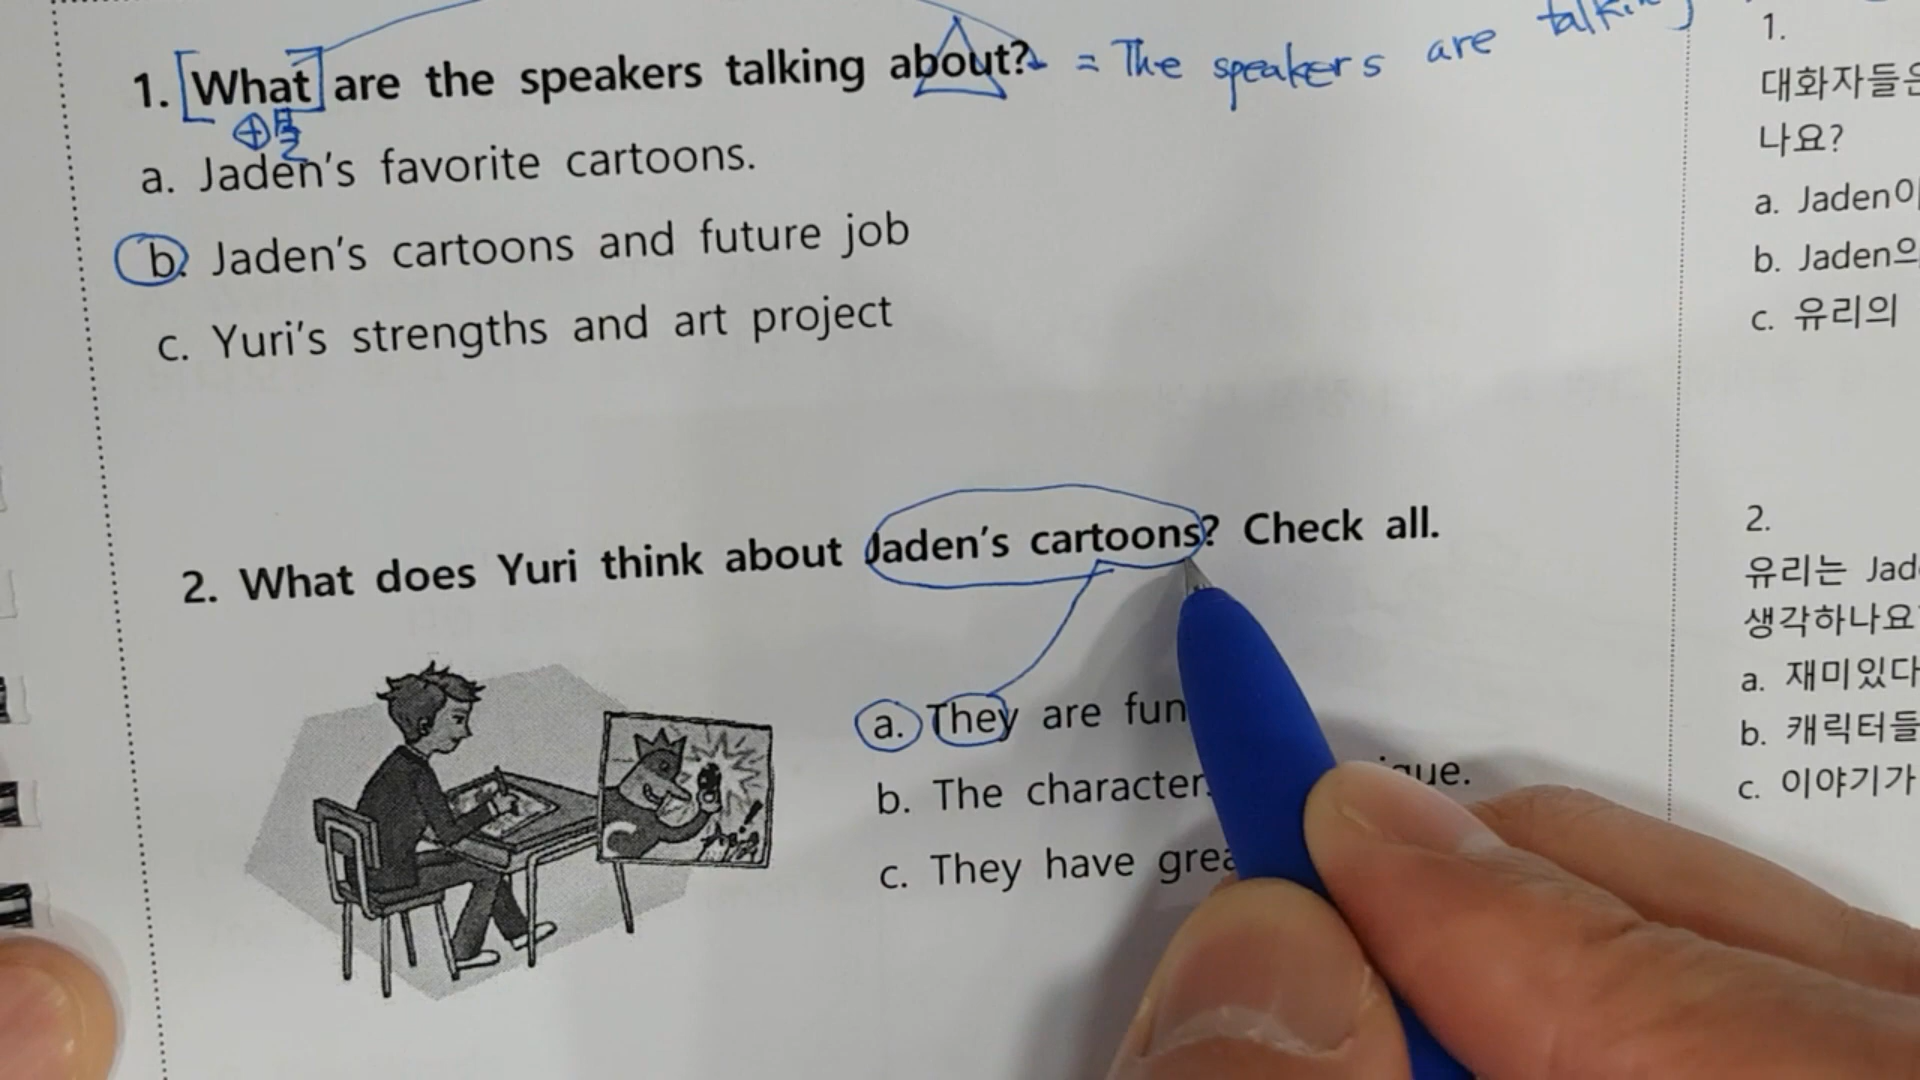 1. What are the speakers talking about? = The speakers are talking
a. Jaden's favorite cartoons.
b. Jaden's cartoons and future job
c. Yuri's strengths and art project
2. What does Yuri think about Jaden's cartoons? Check all.
a. They are fun
b. The character
c. They have
1.
대화자들은
나요?
a. Jaden이
b. Jaden의
c. 유리의
2.
유리는
생각하나요
a. 재미있다
b. 캐릭터들
c. 이야기가